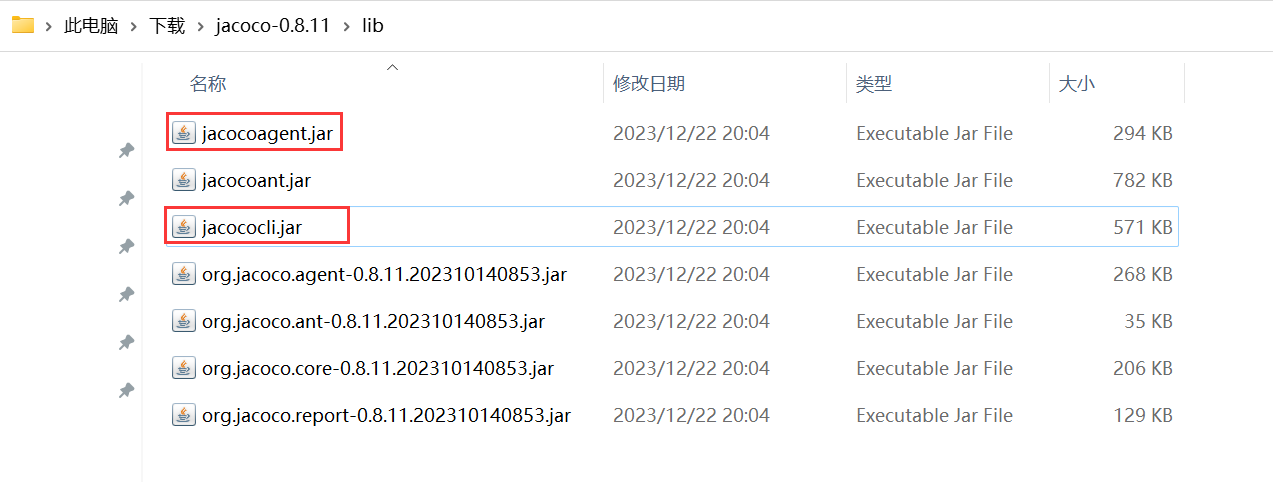 此电脑 > 下载 > jacoco-0.8.11 > lib
名称 修改日期 类型 大小
jacocoagent.jar 2023/12/22 20:04 Executable Jar File 294 KB
jacocoant.jar 2023/12/22 20:04 Executable Jar File 782 KB
jacococli.jar 2023/12/22 20:04 Executable Jar File 571 KB
org.jacoco.agent-0.8.11.202310140853.jar 2023/12/22 20:04 Executable Jar File 268 KB
org.jacoco.ant-0.8.11.202310140853.jar 2023/12/22 20:04 Executable Jar File 35 KB
org.jacoco.core-0.8.11.202310140853.jar 2023/12/22 20:04 Executable Jar File 206 KB
org.jacoco.report-0.8.11.202310140853.jar 2023/12/22 20:04 Executable Jar File 129 KB